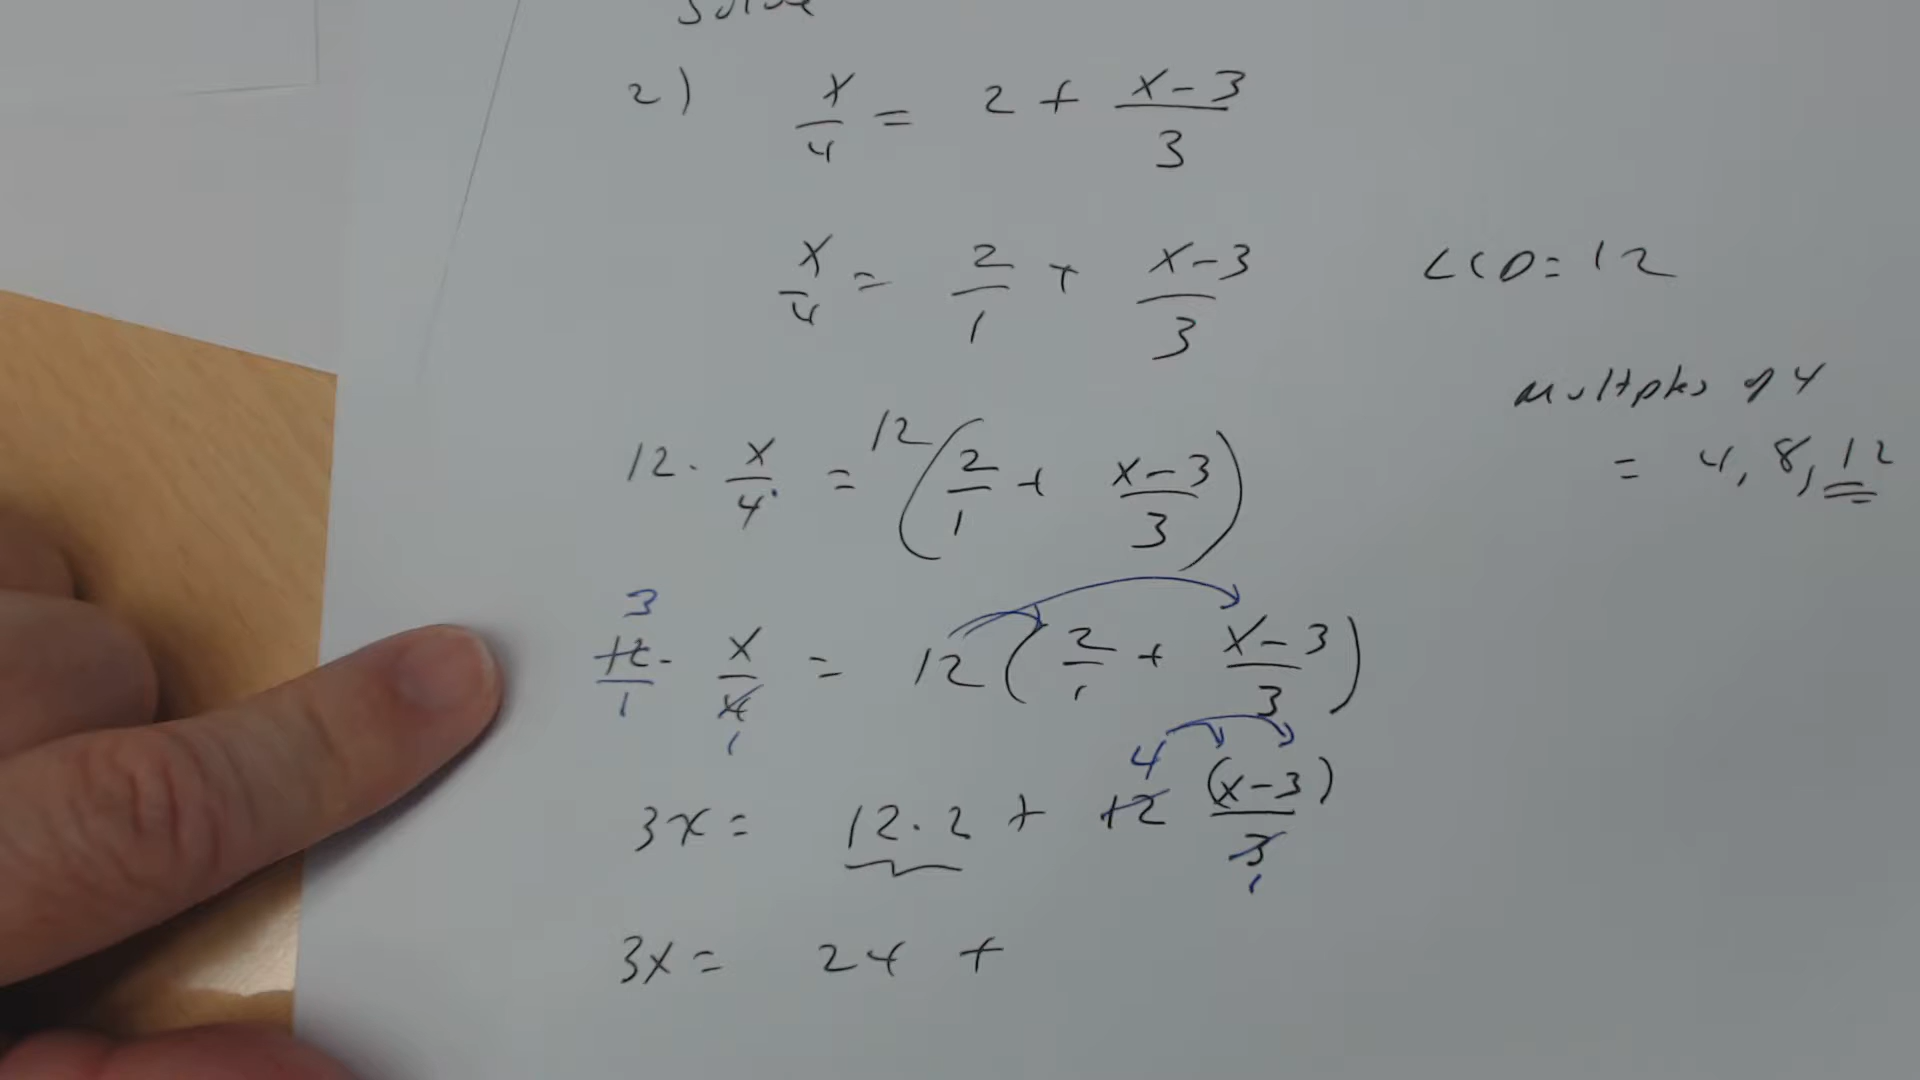 Solve
2) x/4 = 2 + x-3/3
x/4 = 2/1 + x-3/3
LCD = 12
multiples of 4
= 4, 8, 12
12 · x/4 = 12 (2/1 + x-3/3)
3
12/1 · x/4 = 12 (2/1 + x-3/3)
1
4
3x = 12 · 2 + 12 (x-3)/3
1
3x = 24 +